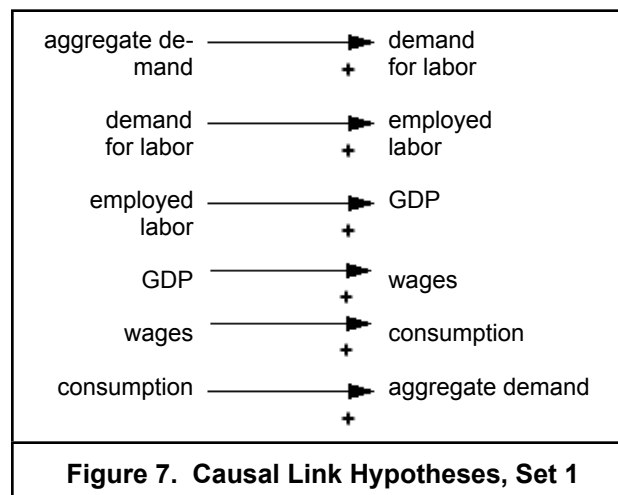 aggregate de-
mand
+
demand
for labor
demand
for labor
+
employed
labor
employed
labor
+
GDP
GDP
+
wages
wages
+
consumption
consumption
+
aggregate demand
Figure 7. Causal Link Hypotheses, Set 1